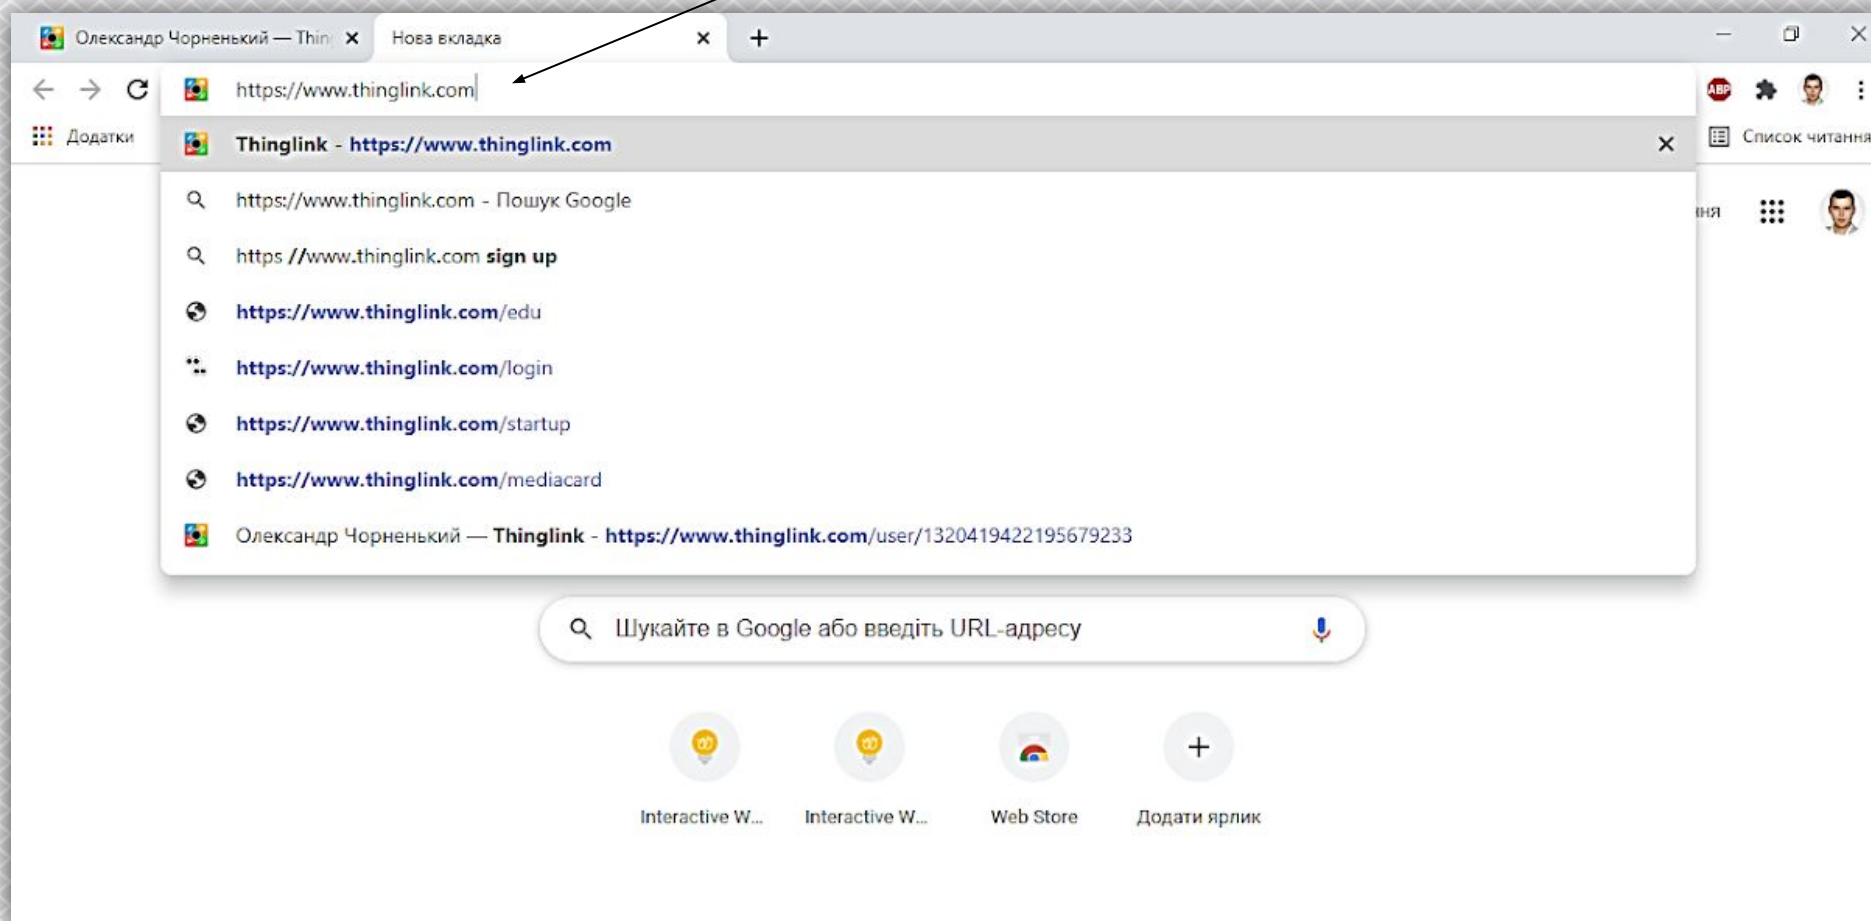 Олександр Чорненький — Thin
Нова вкладка
https://www.thinglink.com
ABP
Додатки
Thinglink - https://www.thinglink.com
Список читання
https://www.thinglink.com - Пошук Google
ння
https //www.thinglink.com sign up
https://www.thinglink.com/edu
https://www.thinglink.com/login
https://www.thinglink.com/startup
https://www.thinglink.com/mediacard
Олександр Чорненький — Thinglink - https://www.thinglink.com/user/1320419422195679233
Шукайте в Google або введіть URL-адресу
Interactive W...
Interactive W...
Web Store
Додати ярлик